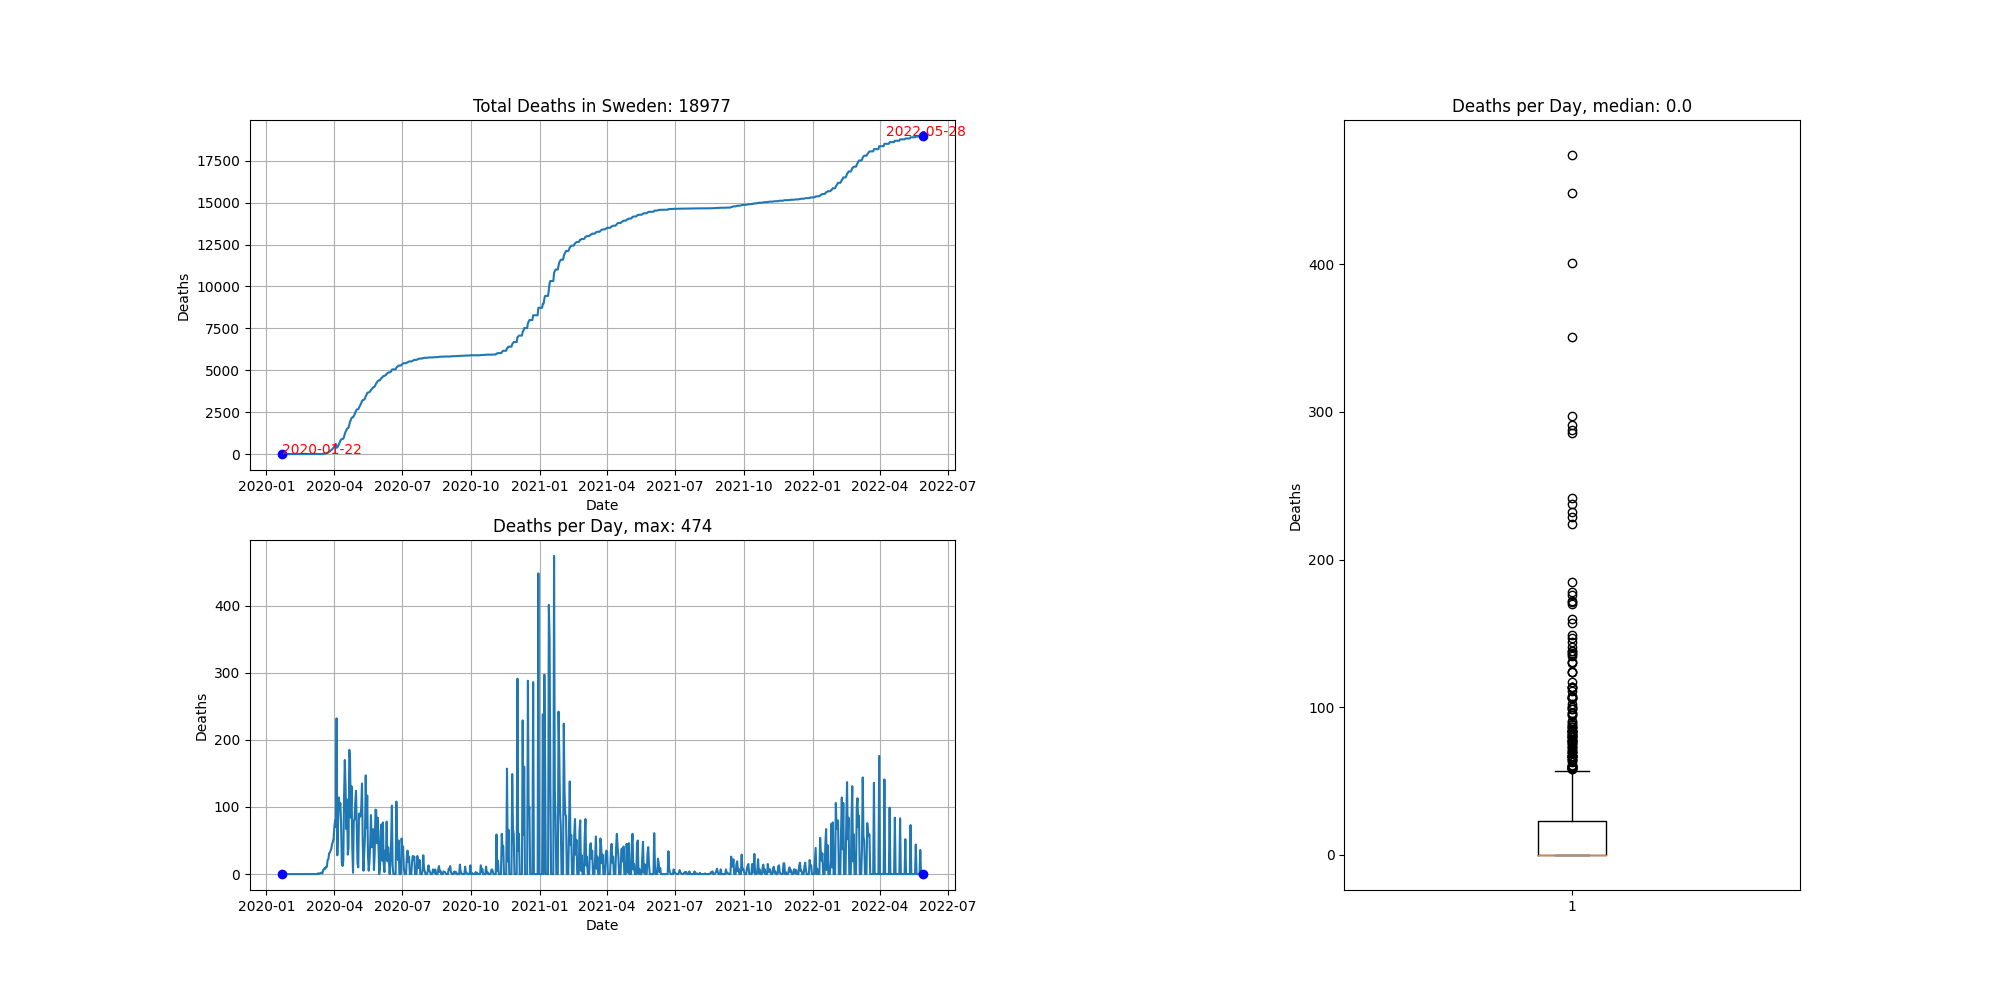 Total Deaths in Sweden: 18977
Deaths
17500
15000
12500
10000
7500
5000
2500
0
2022-05-28
2020-01-22
2020-01 2020-04 2020-07 2020-10 2021-01 2021-04 2021-07 2021-10 2022-01 2022-04 2022-07
Date
Deaths per Day, max: 474
Deaths
400
300
200
100
0
2020-01 2020-04 2020-07 2020-10 2021-01 2021-04 2021-07 2021-10 2022-01 2022-04 2022-07
Date
Deaths per Day, median: 0.0
Deaths
400
300
200
100
0
1